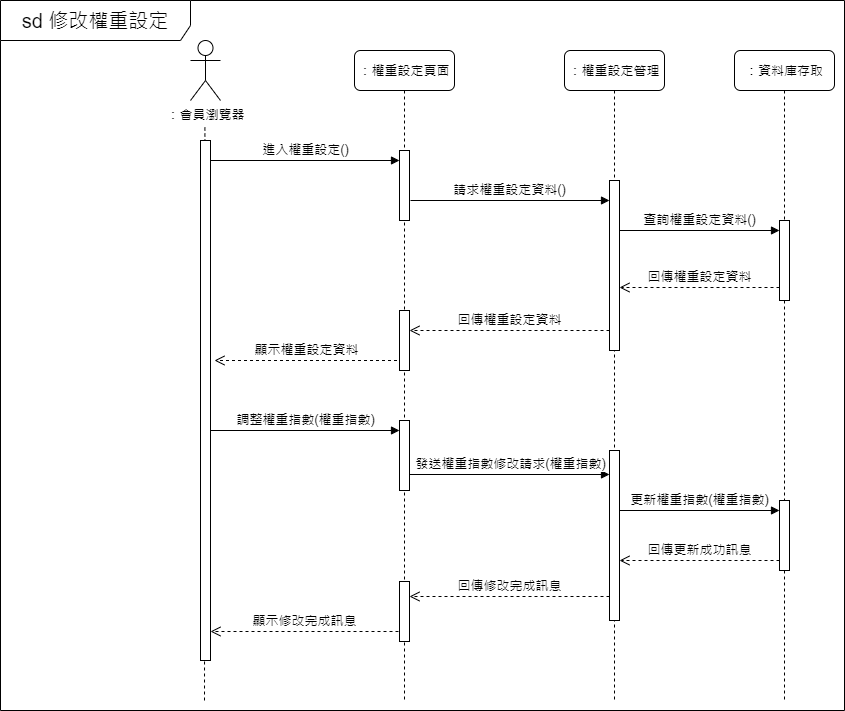 sd 修改權重設定
：會員瀏覽器
：權重設定頁面
：權重設定管理
：資料庫存取
進入權重設定()
請求權重設定資料()
查詢權重設定資料()
回傳權重設定資料
回傳權重設定資料
顯示權重設定資料
調整權重指數(權重指數)
發送權重指數修改請求(權重指數)
更新權重指數(權重指數)
回傳更新成功訊息
回傳修改完成訊息
顯示修改完成訊息